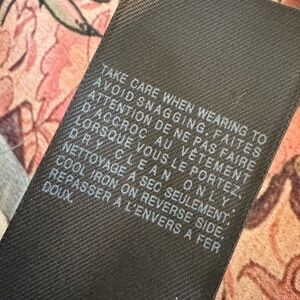 TAKE CARE WHEN WEARING TO
AVOID SNAGGING. FAITES
ATTENTION DE NE PAS FAIRE
D'ACCROC AU VÊTEMENT
LORSQUE VOUS LE PORTEZ.
DRY CLEAN ONLY.
NETTOYAGE A SEC SEULEMENT.
COOL IRON ON REVERSE SIDE.
REPASSER A L'ENVERS A FER
DOUX.